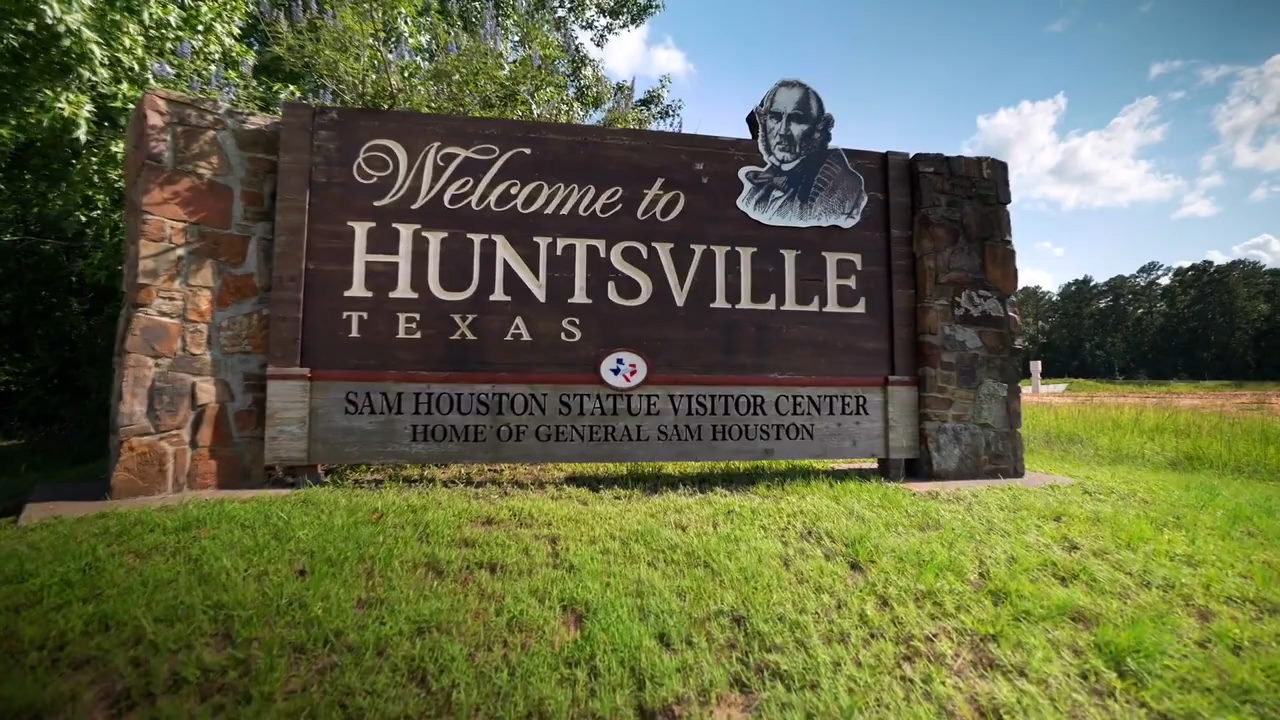 Welcome to
HUNTSVILLE
TEXAS
SAM HOUSTON STATUE VISITOR CENTER
HOME OF GENERAL SAM HOUSTON